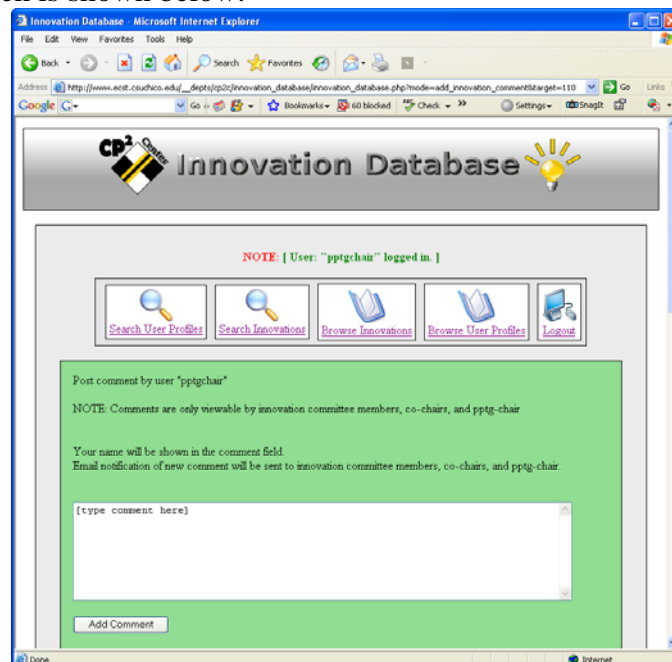 n is shown below.
Innovation Database - Microsoft Internet Explorer
File Edit View Favorites Tools Help
Back Search Favorites
Address http://www.ecst.csuchico.edu/__depts/cp2c/innovation_database/innovation_database.php?mode=add_innovation_comment&target=110 Go Links
Google G Go Bookmarks 60 blocked Check Settings SnagIt
CP2 Center Innovation Database
NOTE: [ User: "pptgchair" logged in. ]
Search User Profiles Search Innovations Browse Innovations Browse User Profiles Logout
Post comment by user "pptgchair"
NOTE: Comments are only viewable by innovation committee members, co-chairs, and pptg-chair
Your name will be shown in the comment field.
Email notification of new comment will be sent to innovation committee members, co-chairs, and pptg-chair.
[type comment here]
Add Comment
Done Internet